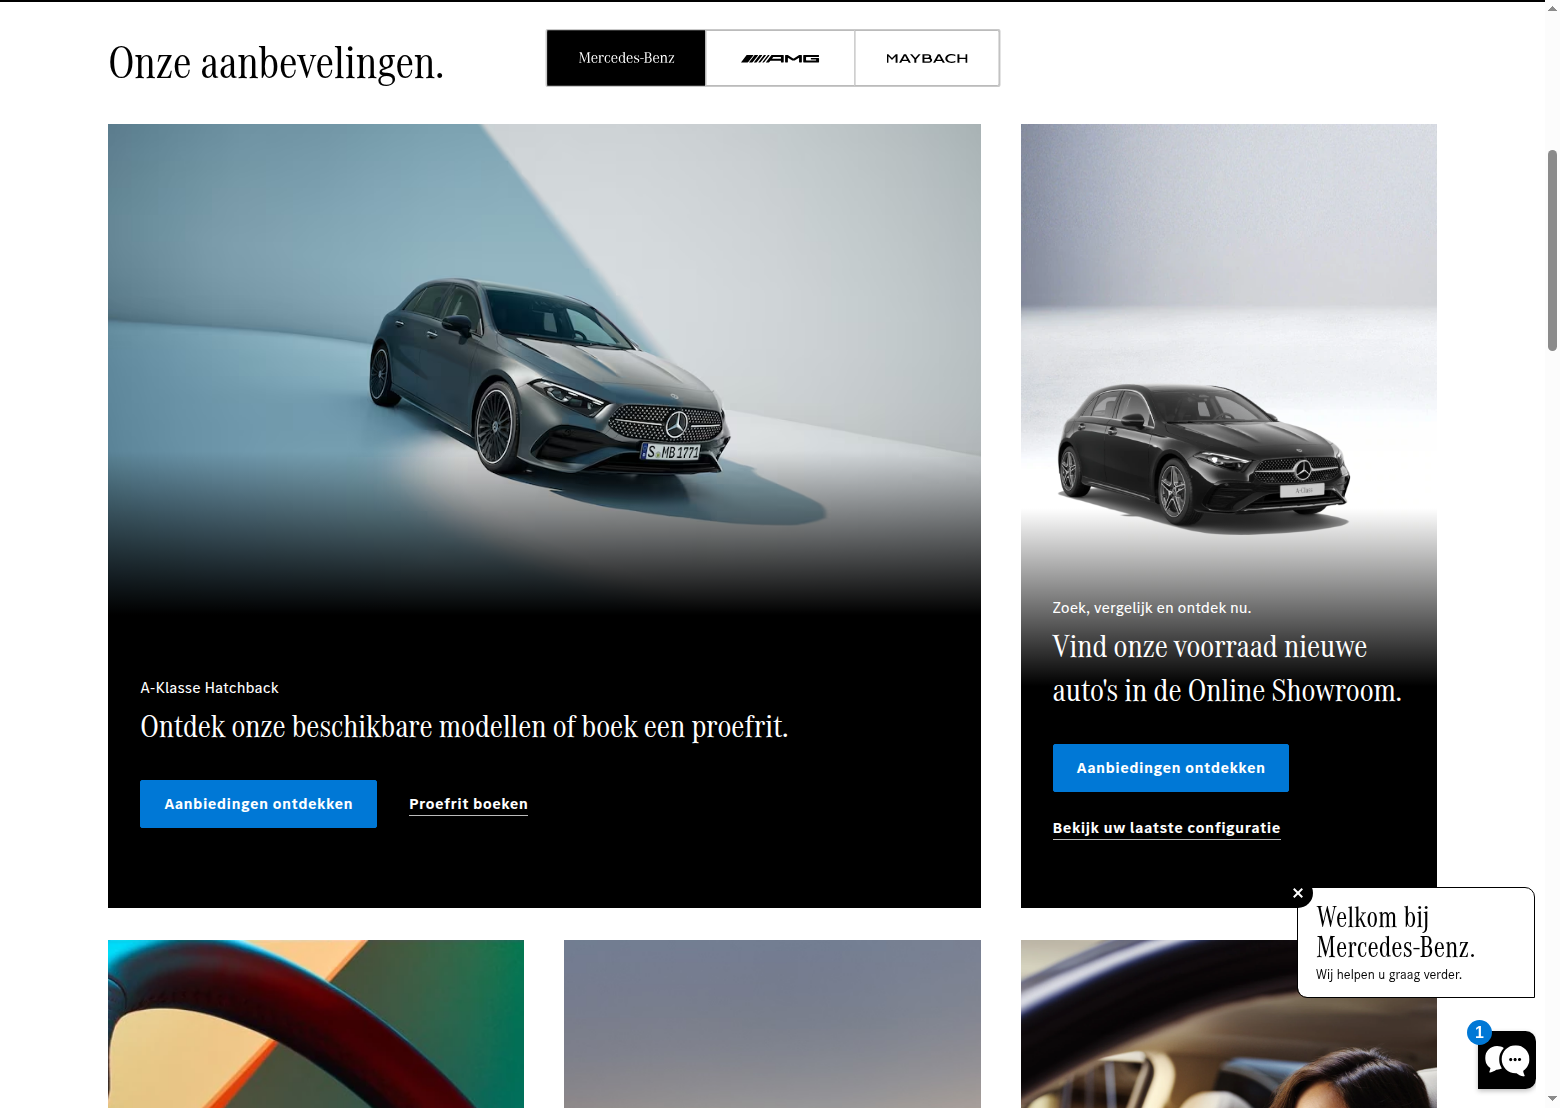 Onze aanbevelingen.
Mercedes-Benz
AMG
MAYBACH
S MB 1771
A-Klasse Hatchback
Ontdek onze beschikbare modellen of boek een proefrit.
Aanbiedingen ontdekken
Proefrit boeken
A-Class
Zoek, vergelijk en ontdek nu.
Vind onze voorraad nieuwe
auto's in de Online Showroom.
Aanbiedingen ontdekken
Bekijk uw laatste configuratie
Welkom bij
Mercedes-Benz.
Wij helpen u graag verder.
1